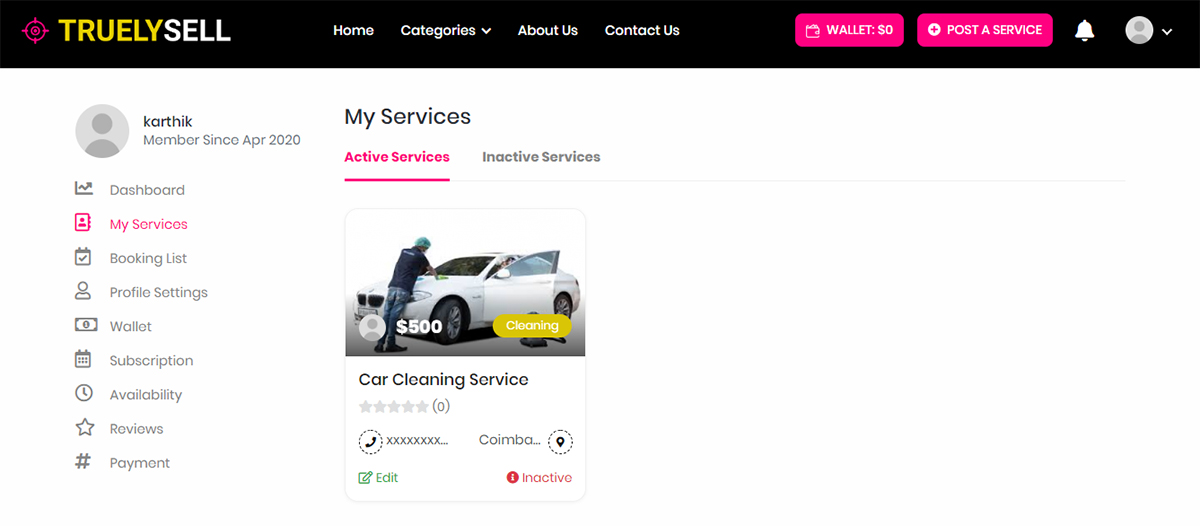 TRUELYSELL
Home Categories About Us Contact Us
WALLET: $0
POST A SERVICE
karthik
Member Since Apr 2020
Dashboard
My Services
Booking List
Profile Settings
Wallet
Subscription
Availability
Reviews
Payment
My Services
Active Services Inactive Services
$500 Cleaning
Car Cleaning Service
(0)
xxxxxxxx... Coimba...
Edit Inactive